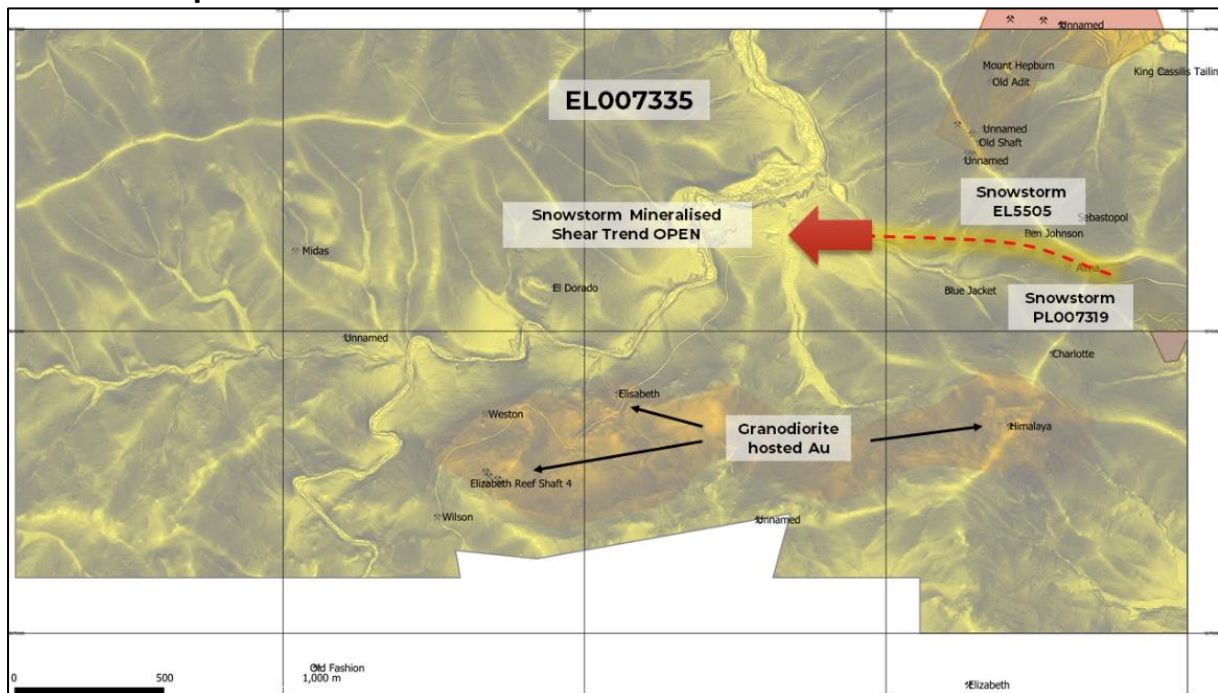 Unnamed
Mount Hepburn
King Cassilis Tailin
Old Adit
EL007335
Unnamed
Old Shaft
Unnamed
Snowstorm
EL5505
Snowstorm Mineralised
Shear Trend OPEN
Sebastopol
Ben Johnson
Midas
Alma
El Dorado
Blue Jacket
Snowstorm
PL007319
Unnamed
Charlotte
Elisabeth
Weston
Granodiorite
hosted Au
Himalaya
Elizabeth Reef Shaft 4
Wilson
Unnamed
Old Fashion
0 500 1,000 m
Elizabeth